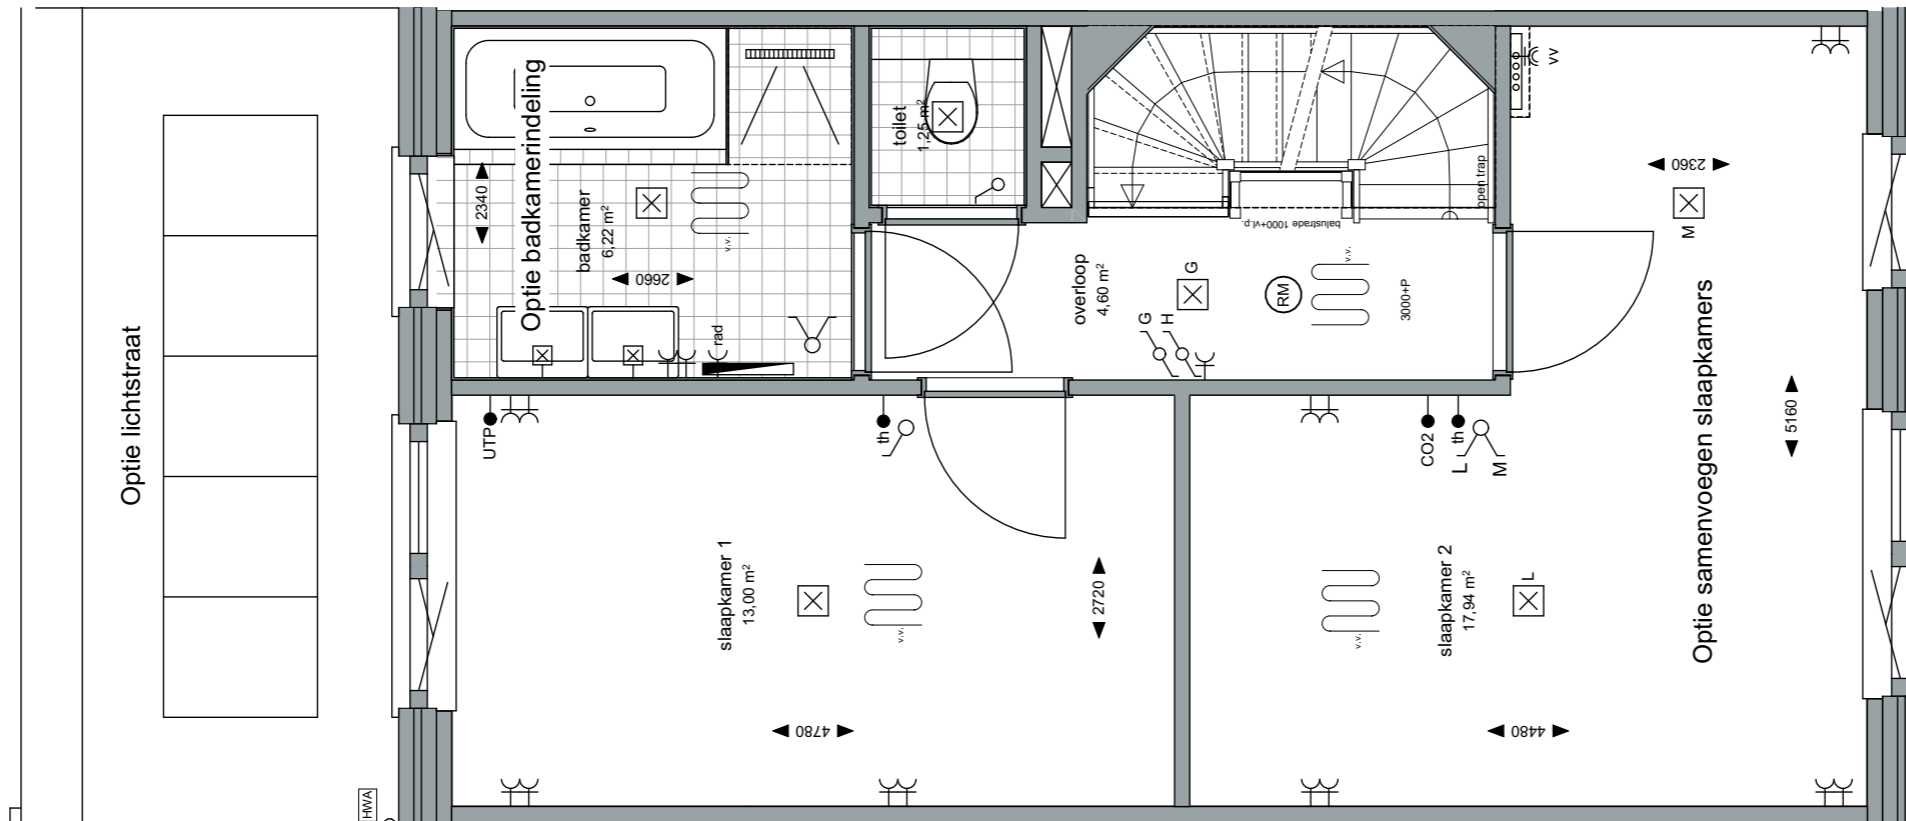 Optie lichtstraat
HWA
Optie badkamerindeling
2340
badkamer
6,22 m²
2660
v.v.
rad
toilet
1,25 m²
overloop
4,60 m²
G
G
H
RM
v.v.
3000+P
balustrade 1000+vl.p.
open trap
VV
2360
M
UTP
th
slaapkamer 1
13,00 m²
v.v.
2720
4780
CO2
th
L
M
slaapkamer 2
17,94 m²
v.v.
L
4480
5160
Optie samenvoegen slaapkamers